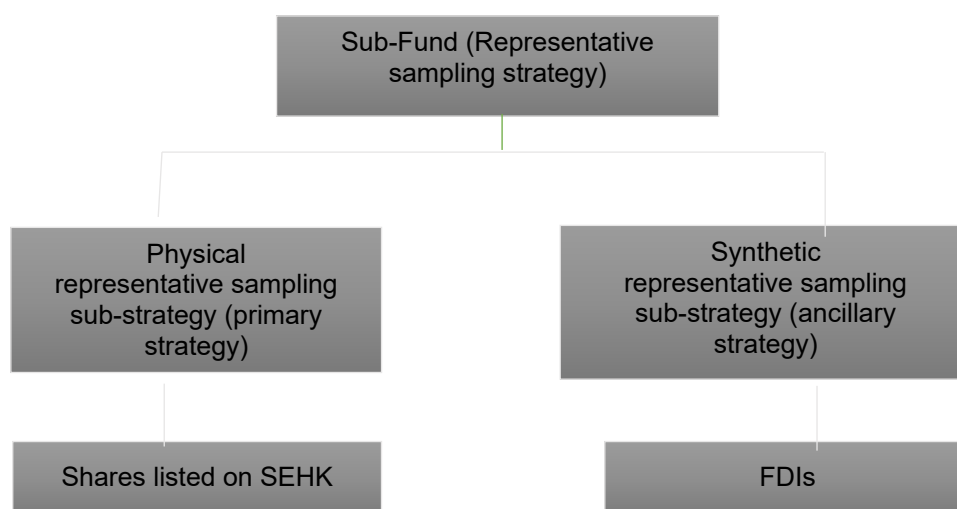 Sub-Fund (Representative
sampling strategy)
Physical
representative sampling
sub-strategy (primary
strategy)
Synthetic
representative sampling
sub-strategy (ancillary
strategy)
Shares listed on SEHK
FDIs